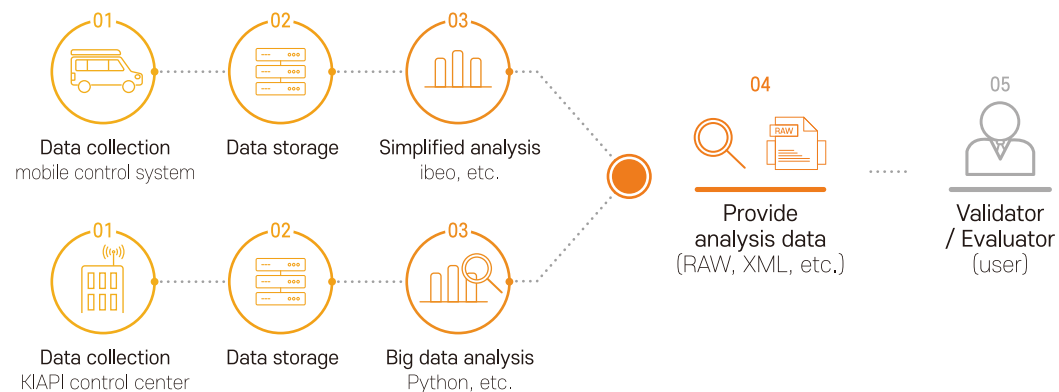 01
02
03
Data collection
mobile control system
Data storage
Simplified analysis
ibeo, etc.
01
02
03
Data collection
KIAPI control center
Data storage
Big data analysis
Python, etc.
04
RAW
Provide
analysis data
(RAW, XML, etc.)
05
Validator
/ Evaluator
(user)